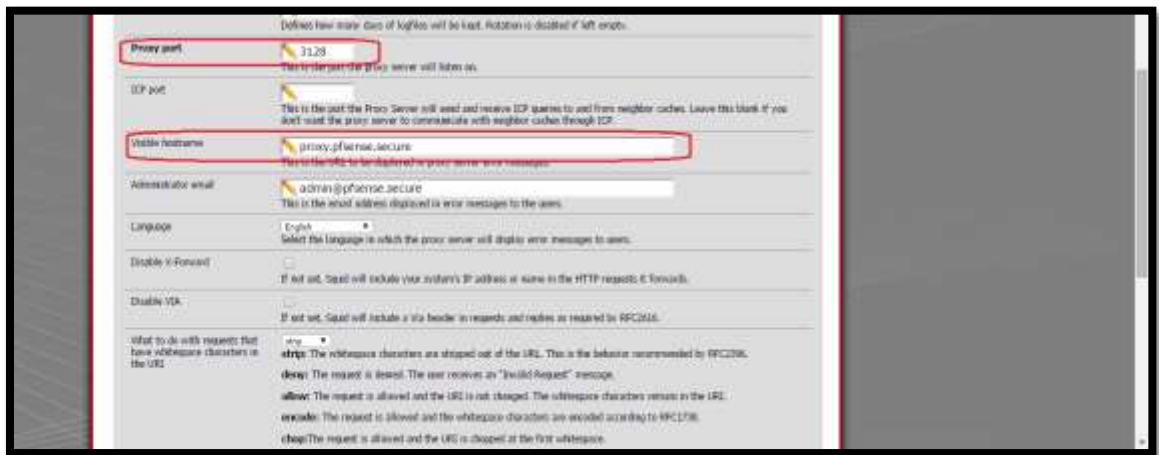 Defines how many days of logfiles will be kept. Rotation is disabled if left empty.
Proxy port
3128
This is the port the proxy server will listen on.
ICP port
This is the port the Proxy Server will send and receive ICP queries to and from neighbor caches. Leave this blank if you
don't want the proxy server to communicate with neighbor caches through ICP.
Visible hostname
proxy.pfsense.secure
This is the URL to be displayed in proxy server error messages.
Administrator email
admin@pfsense.secure
This is the email address displayed in error messages to the users.
Language
English
Select the language in which the proxy server will display error messages to users.
Disable X-Forward
If not set, Squid will include your system's IP address or name in the HTTP requests it forwards.
Disable VIA
If not set, Squid will include a Via header in requests and replies as required by RFC2616.
What to do with requests that
have whitespace characters in
the URI
strip
strip: The whitespace characters are stripped out of the URL. This is the behavior recommended by RFC2396.
deny: The request is denied. The user receives an "Invalid Request" message.
allow: The request is allowed and the URI is not changed. The whitespace characters remain in the URI.
encode: The request is allowed and the whitespace characters are encoded according to RFC1738.
chop:The request is allowed and the URI is chopped at the first whitespace.